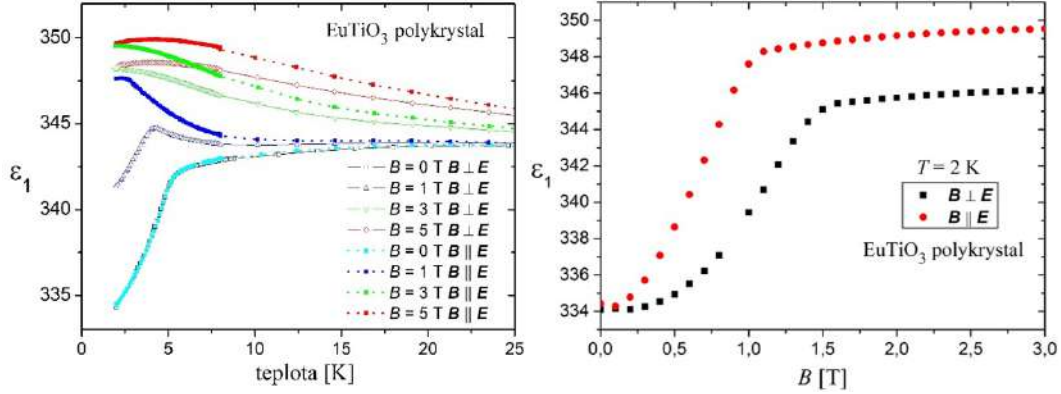 EuTiO₃ polykrystal
ε₁
350
345
340
335
B = 0 T B ⊥ E
B = 1 T B ⊥ E
B = 3 T B ⊥ E
B = 5 T B ⊥ E
B = 0 T B || E
B = 1 T B || E
B = 3 T B || E
B = 5 T B || E
0 5 10 15 20 25
teplota [K]
350
348
346
344
342
340
338
336
334
ε₁
T = 2 K
B ⊥ E
B || E
EuTiO₃ polykrystal
0,0 0,5 1,0 1,5 2,0 2,5 3,0
B [T]